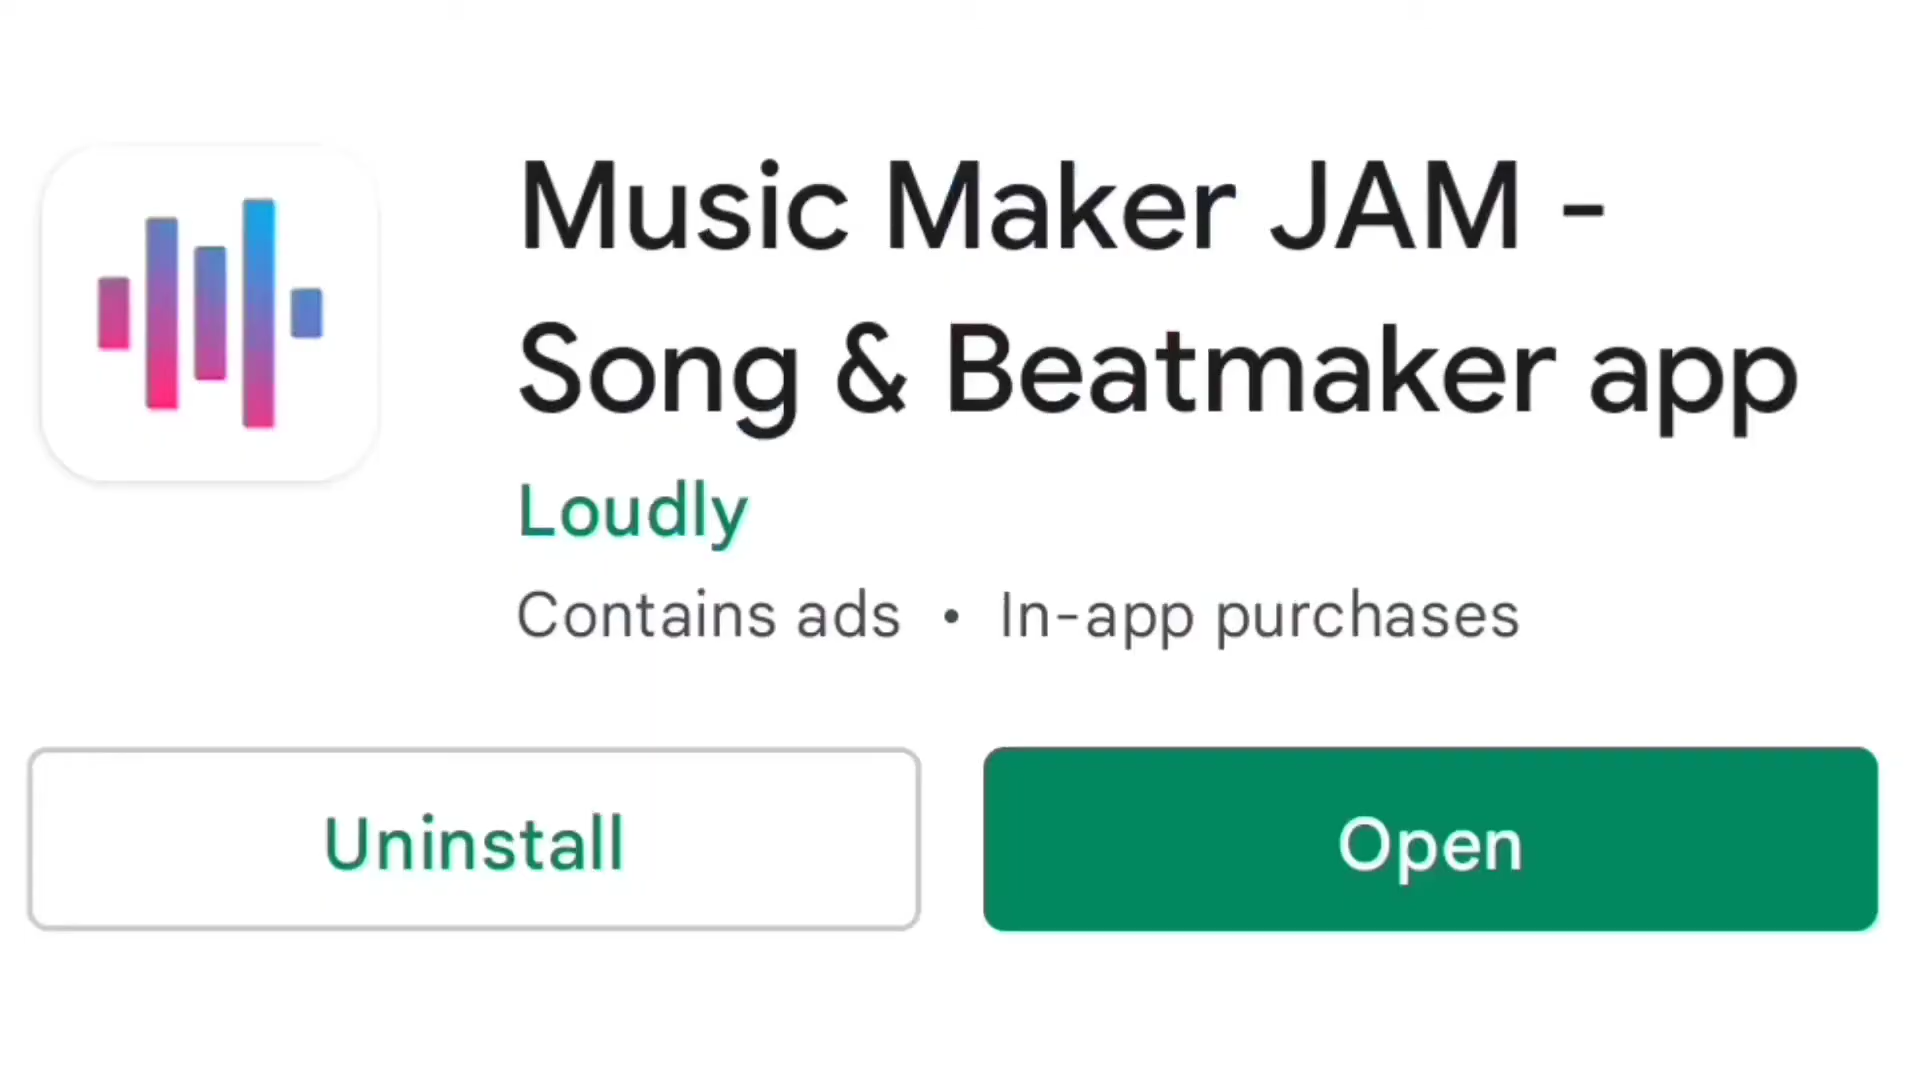 Music Maker JAM -
Song & Beatmaker app
Loudly
Contains ads • In-app purchases
Uninstall
Open